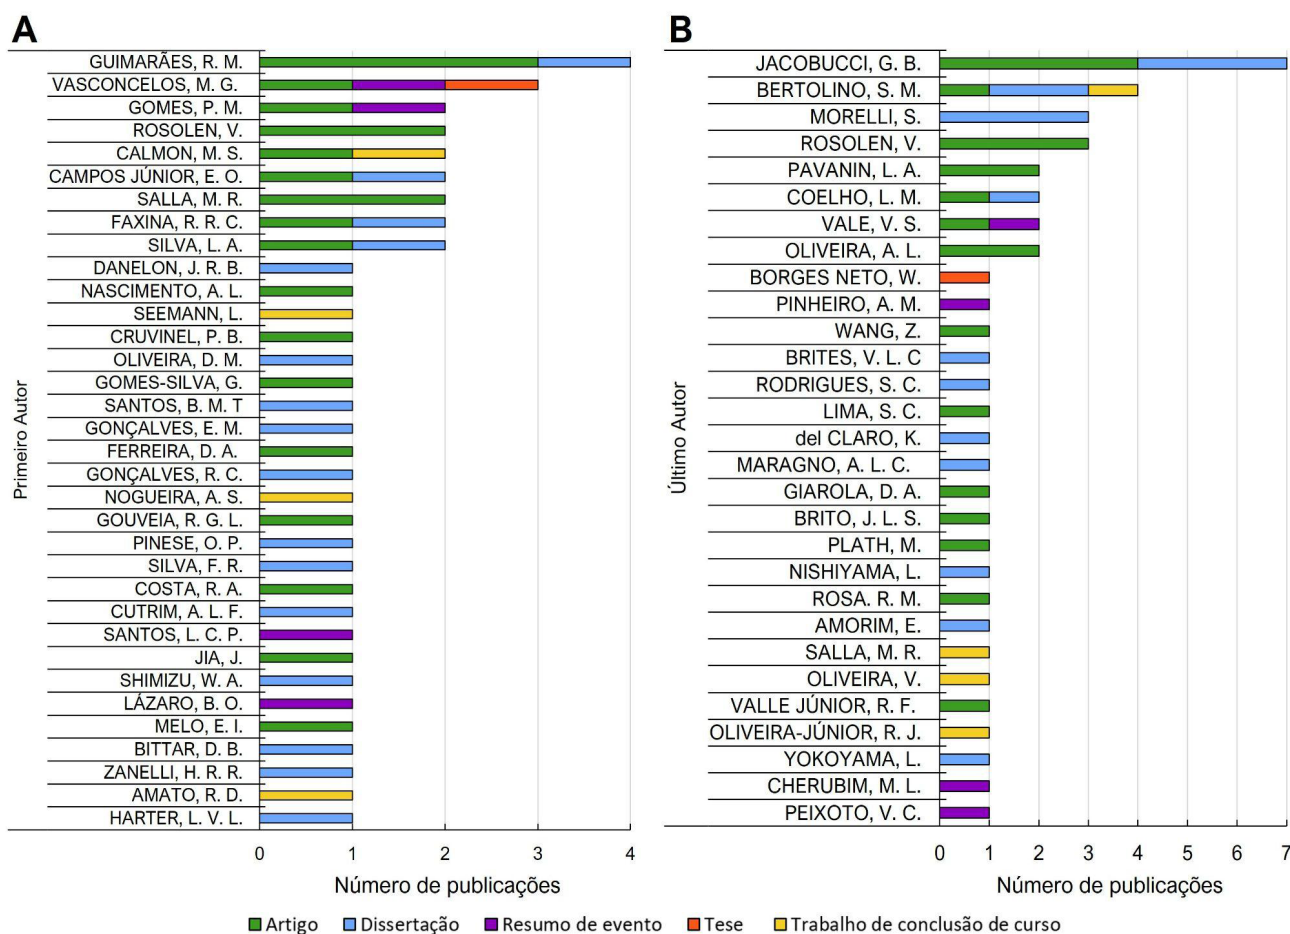 A
GUIMARÃES, R. M.
VASCONCELOS, M. G.
GOMES, P. M.
ROSOLEN, V.
CALMON, M. S.
CAMPOS JÚNIOR, E. O.
SALLA, M. R.
FAXINA, R. R. C.
SILVA, L. A.
DANELON, J. R. B.
NASCIMENTO, A. L.
SEEMANN, L.
CRUVINEL, P. B.
OLIVEIRA, D. M.
GOMES-SILVA, G.
SANTOS, B. M. T
GONÇALVES, E. M.
FERREIRA, D. A.
GONÇALVES, R. C.
NOGUEIRA, A. S.
GOUVEIA, R. G. L.
PINESE, O. P.
SILVA, F. R.
COSTA, R. A.
CUTRIM, A. L. F.
SANTOS, L. C. P.
JIA, J.
SHIMIZU, W. A.
LÁZARO, B. O.
MELO, E. I.
BITTAR, D. B.
ZANELLI, H. R. R.
AMATO, R. D.
HARTER, L. V. L.
Primeiro Autor
0 1 2 3 4
Número de publicações
B
JACOBUCCI, G. B.
BERTOLINO, S. M.
MORELLI, S.
ROSOLEN, V.
PAVANIN, L. A.
COELHO, L. M.
VALE, V. S.
OLIVEIRA, A. L.
BORGES NETO, W.
PINHEIRO, A. M.
WANG, Z.
BRITES, V. L. C
RODRIGUES, S. C.
LIMA, S. C.
del CLARO, K.
MARAGNO, A. L. C.
GIAROLA, D. A.
BRITO, J. L. S.
PLATH, M.
NISHIYAMA, L.
ROSA. R. M.
AMORIM, E.
SALLA, M. R.
OLIVEIRA, V.
VALLE JÚNIOR, R. F.
OLIVEIRA-JÚNIOR, R. J.
YOKOYAMA, L.
CHERUBIM, M. L.
PEIXOTO, V. C.
Último Autor
0 1 2 3 4 5 6 7
Número de publicações
Artigo Dissertação Resumo de evento Tese Trabalho de conclusão de curso